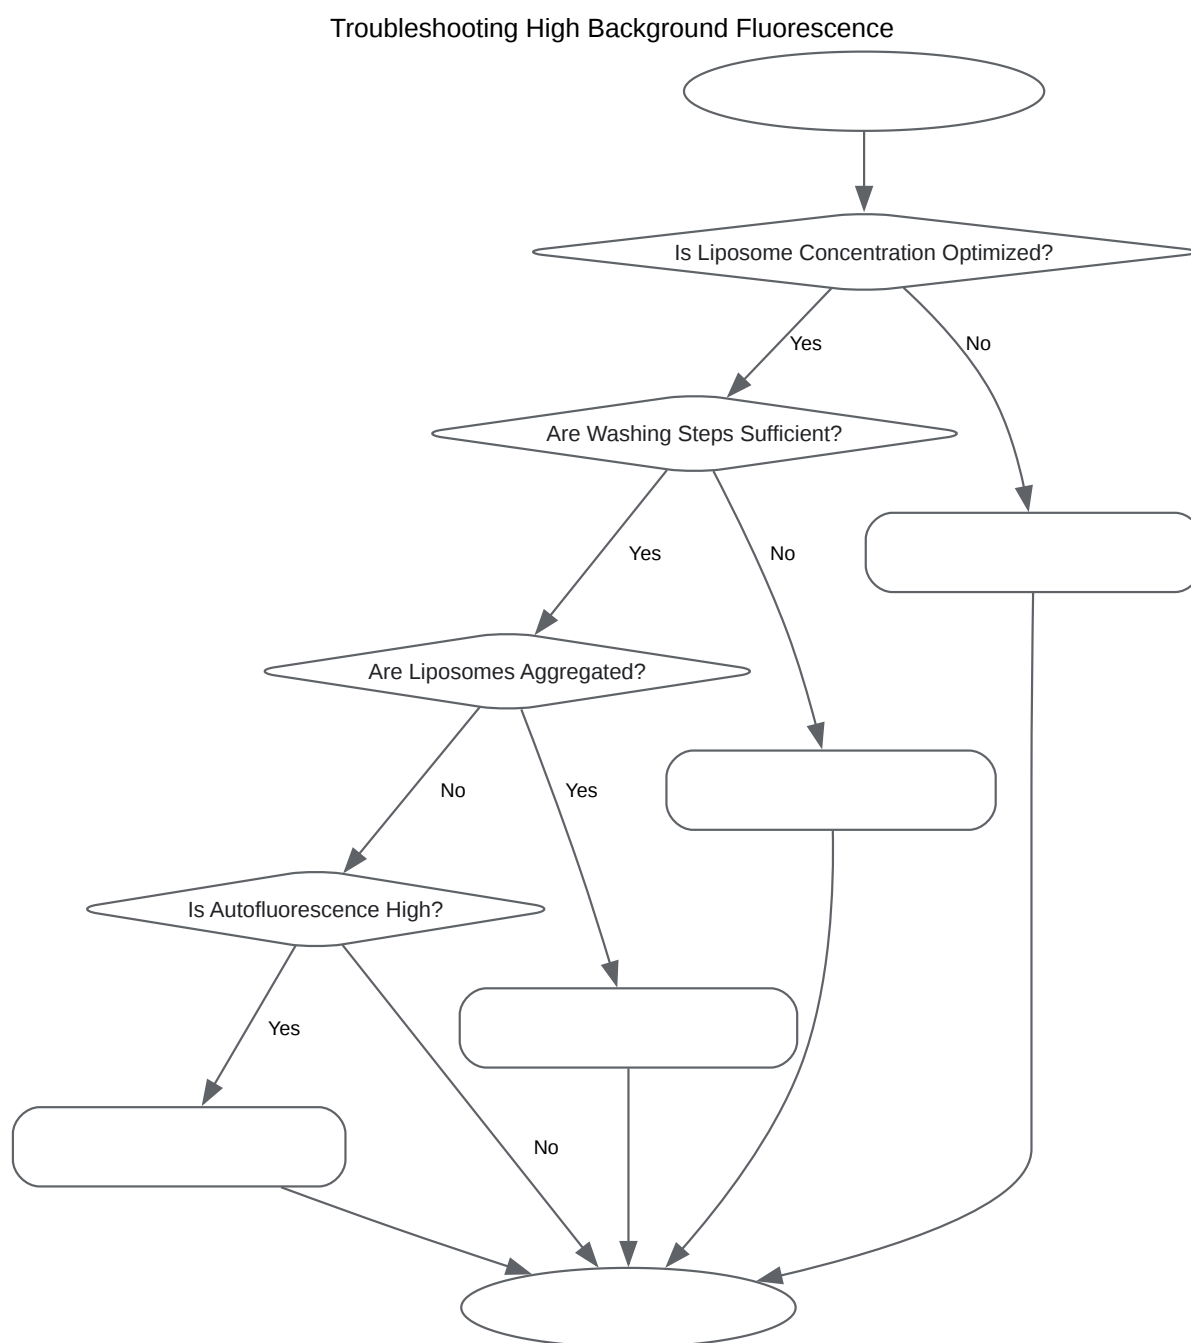 Troubleshooting High Background Fluorescence
Is Liposome Concentration Optimized?
Yes
No
Are Washing Steps Sufficient?
Yes
No
Are Liposomes Aggregated?
No
Yes
Is Autofluorescence High?
Yes
No